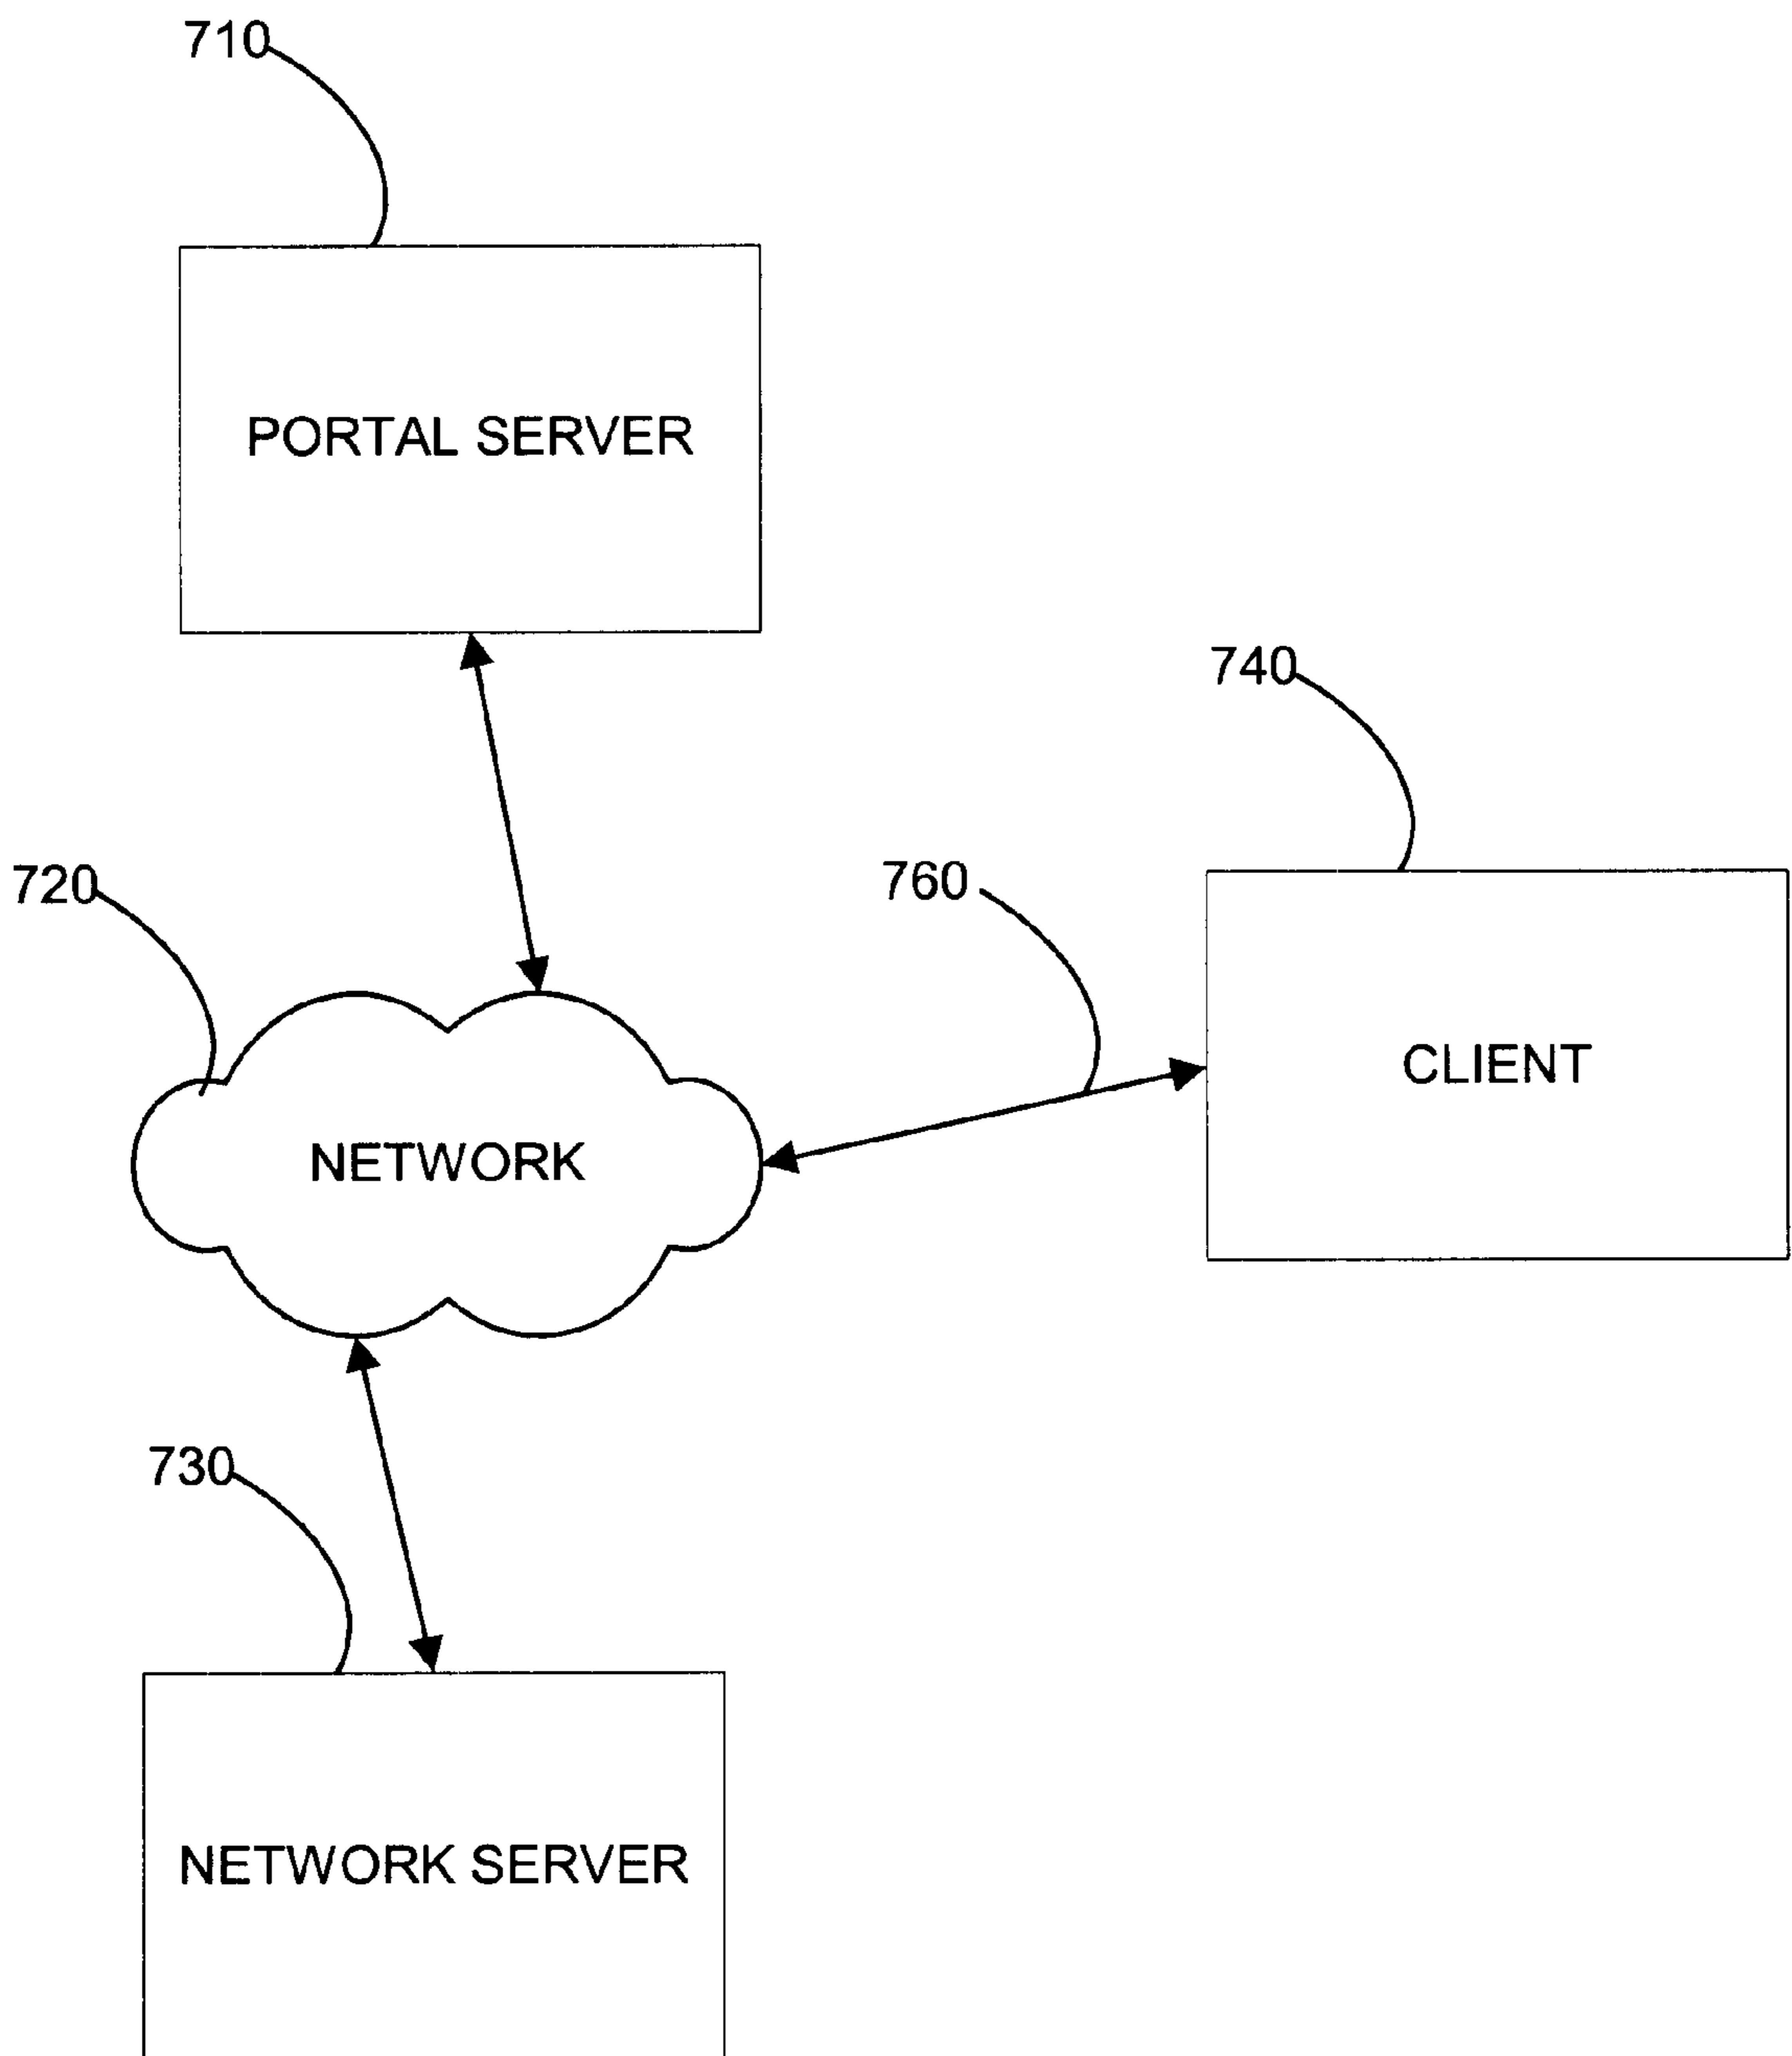 710
PORTAL SERVER
740
720
760
CLIENT
NETWORK
730
NETWORK SERVER